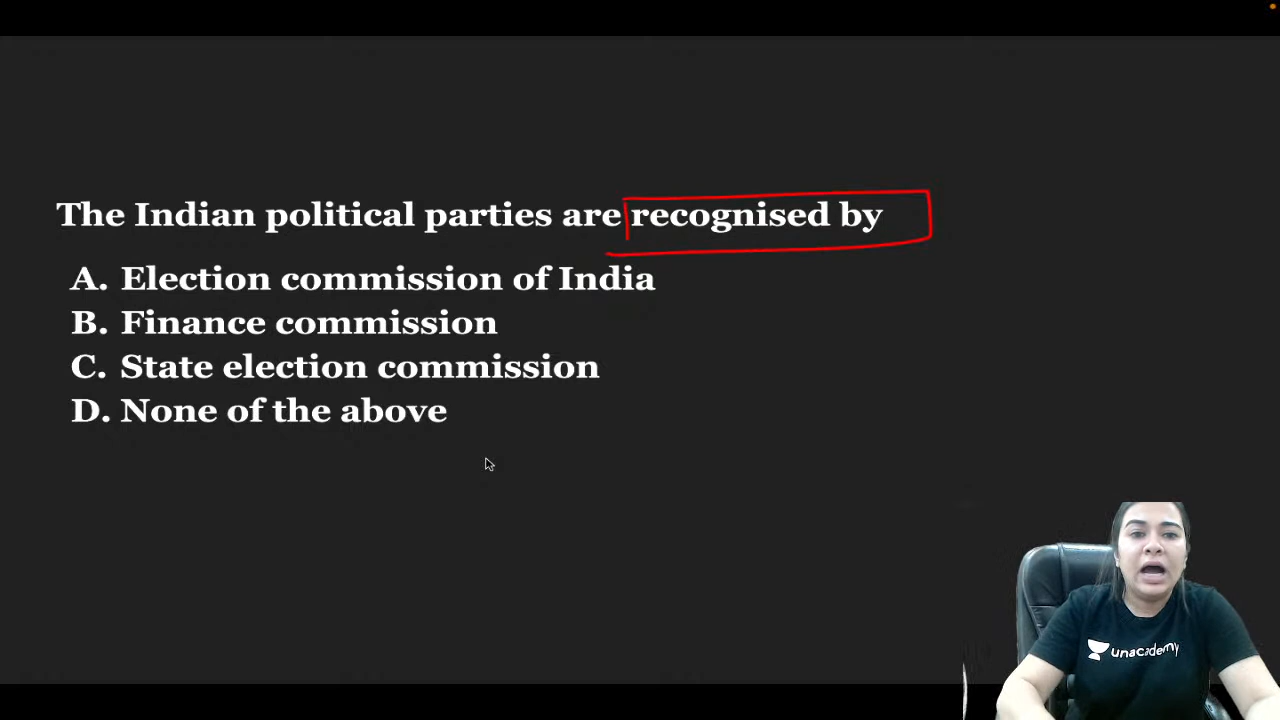 The Indian political parties are recognised by
A. Election commission of India
B. Finance commission
C. State election commission
D. None of the above
unacademy